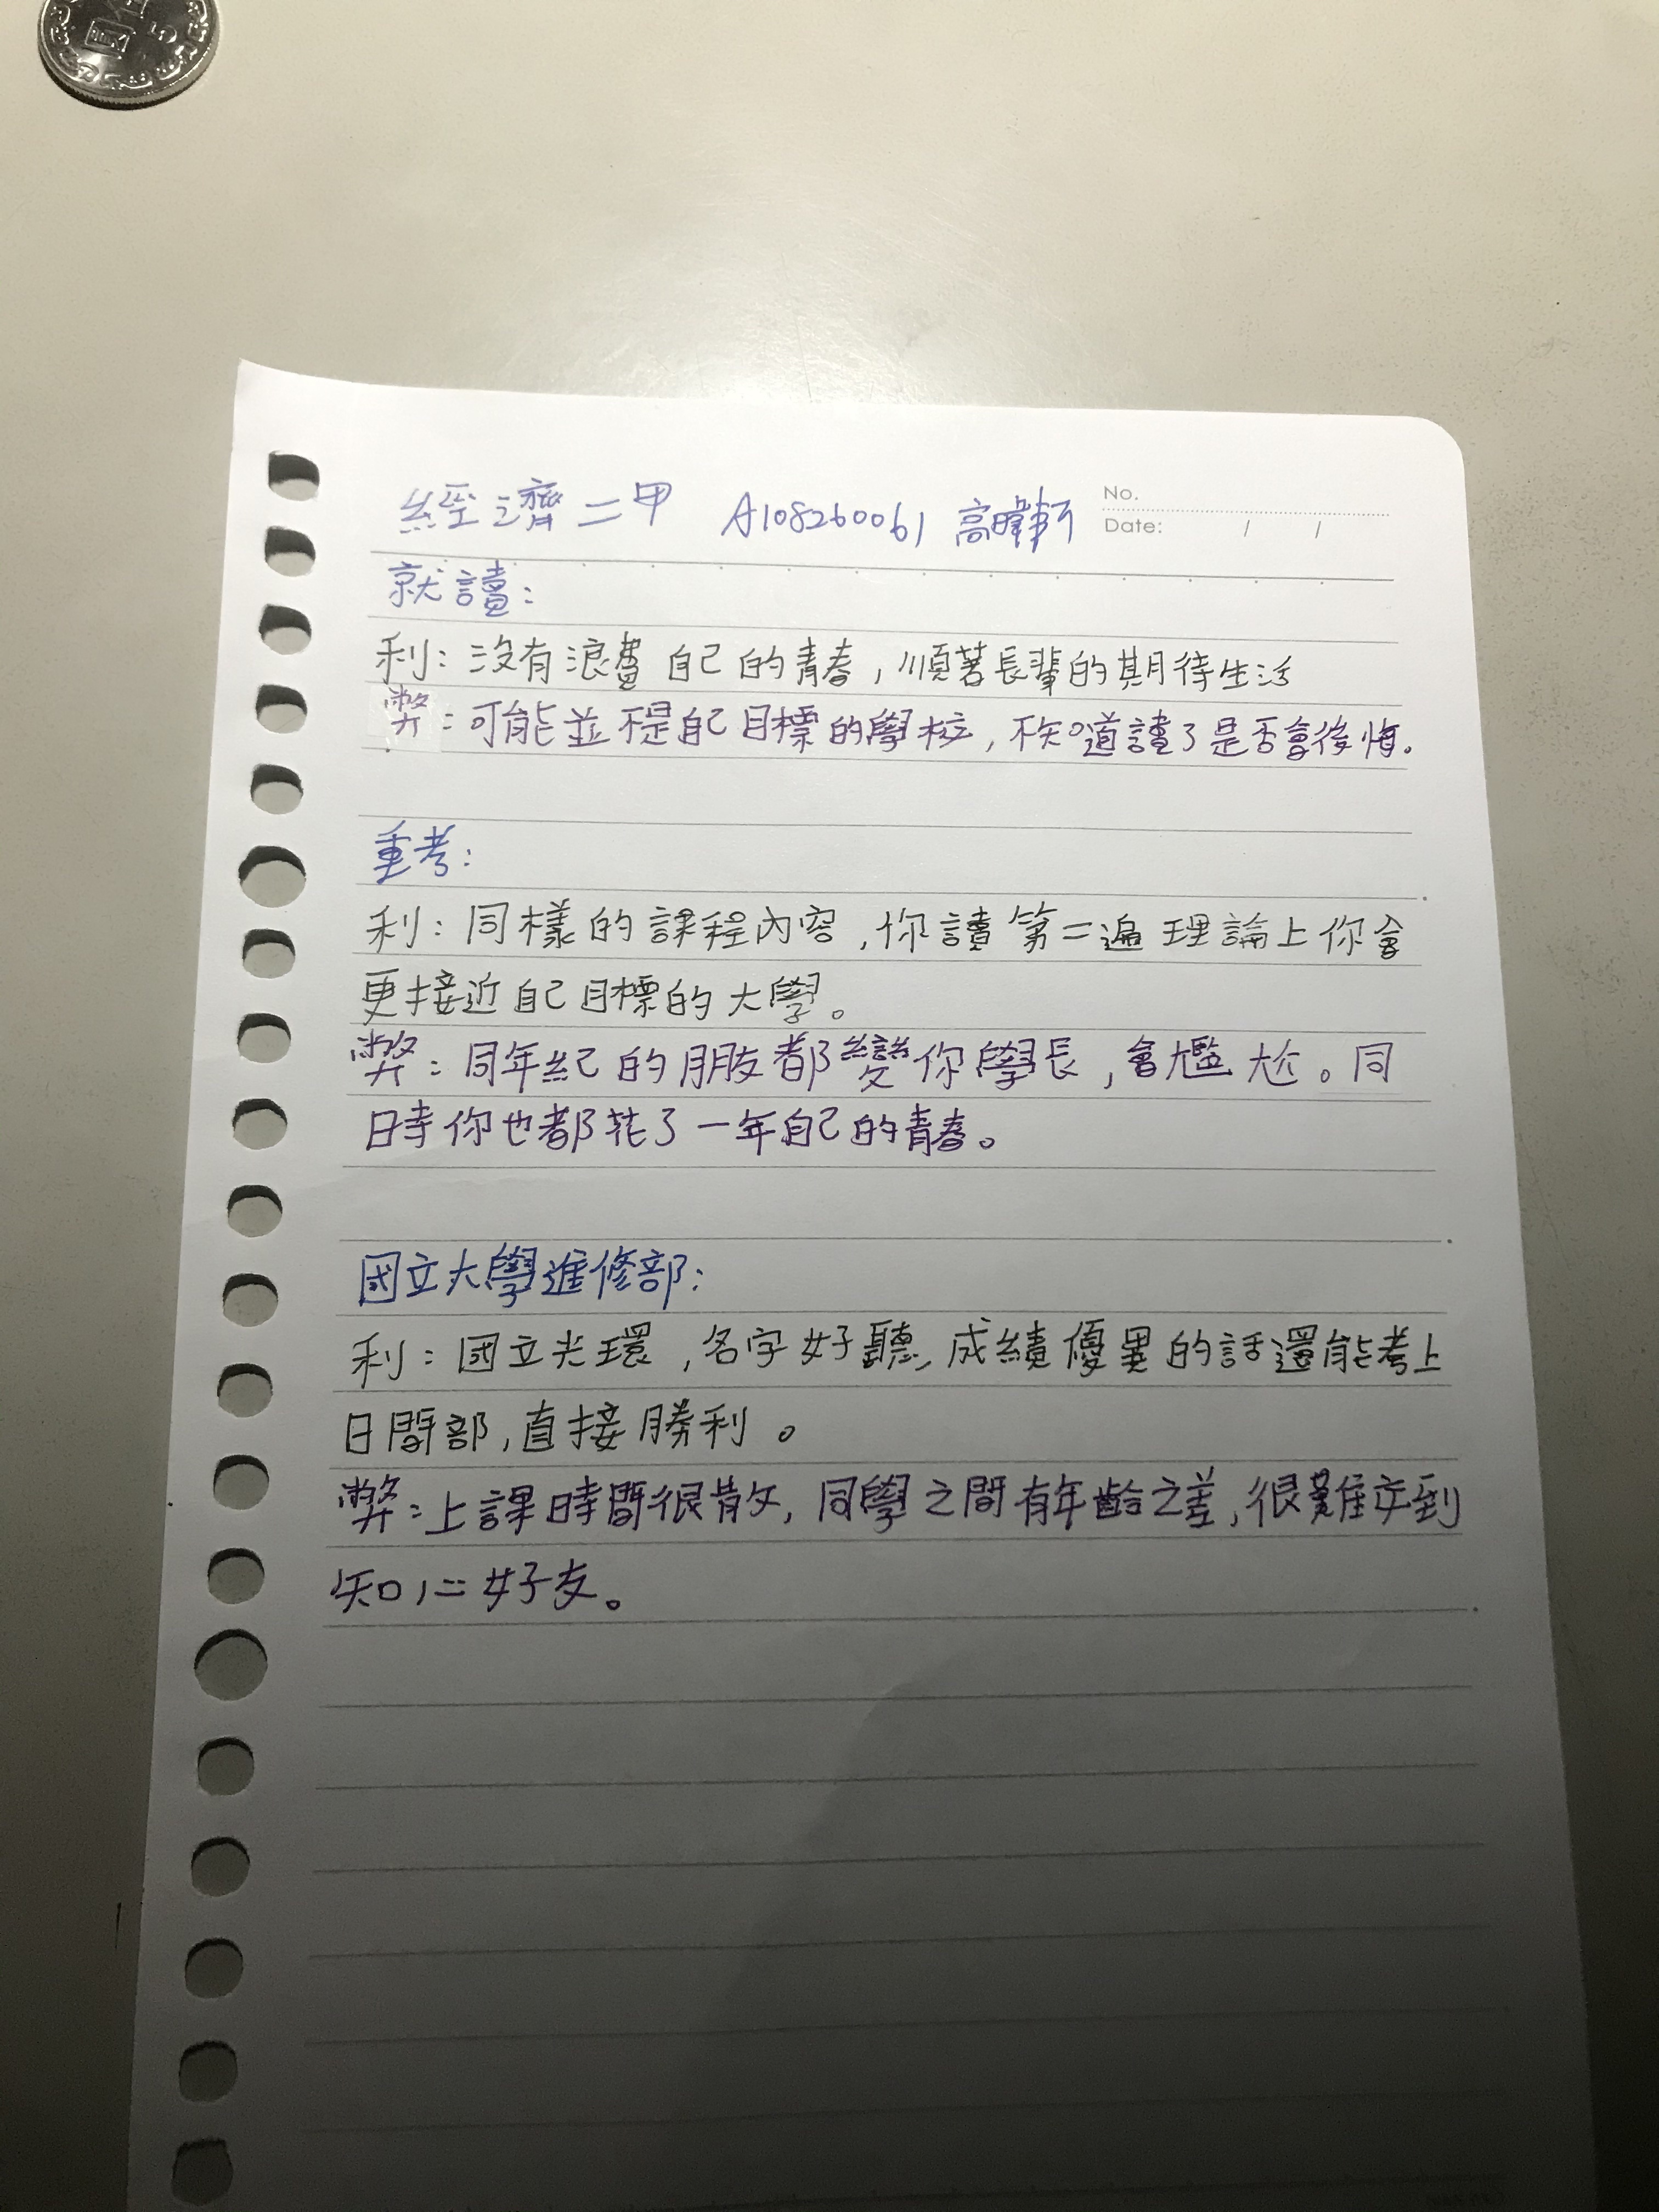 經濟二甲 A108260061 高暐軒
No.
Date: / /
就讀:
利:沒有浪費自己的青春,順著長輩的期待生活
弊:可能並不是自己目標的學校,不知道讀了是否會後悔.
重考:
利:同樣的課程內容,你讀第二遍理論上你會
更接近自己目標的大學。
弊:同年紀的朋友都變你學長,會尷尬。同
時你也都花了一年自己的青春。
國立大學進修部:
利:國立光環,名字好聽,成績優異的話還能考上
日間部,直接勝利。
弊:上課時間很散,同學之間有年齡之差,很難交到
知心好友。